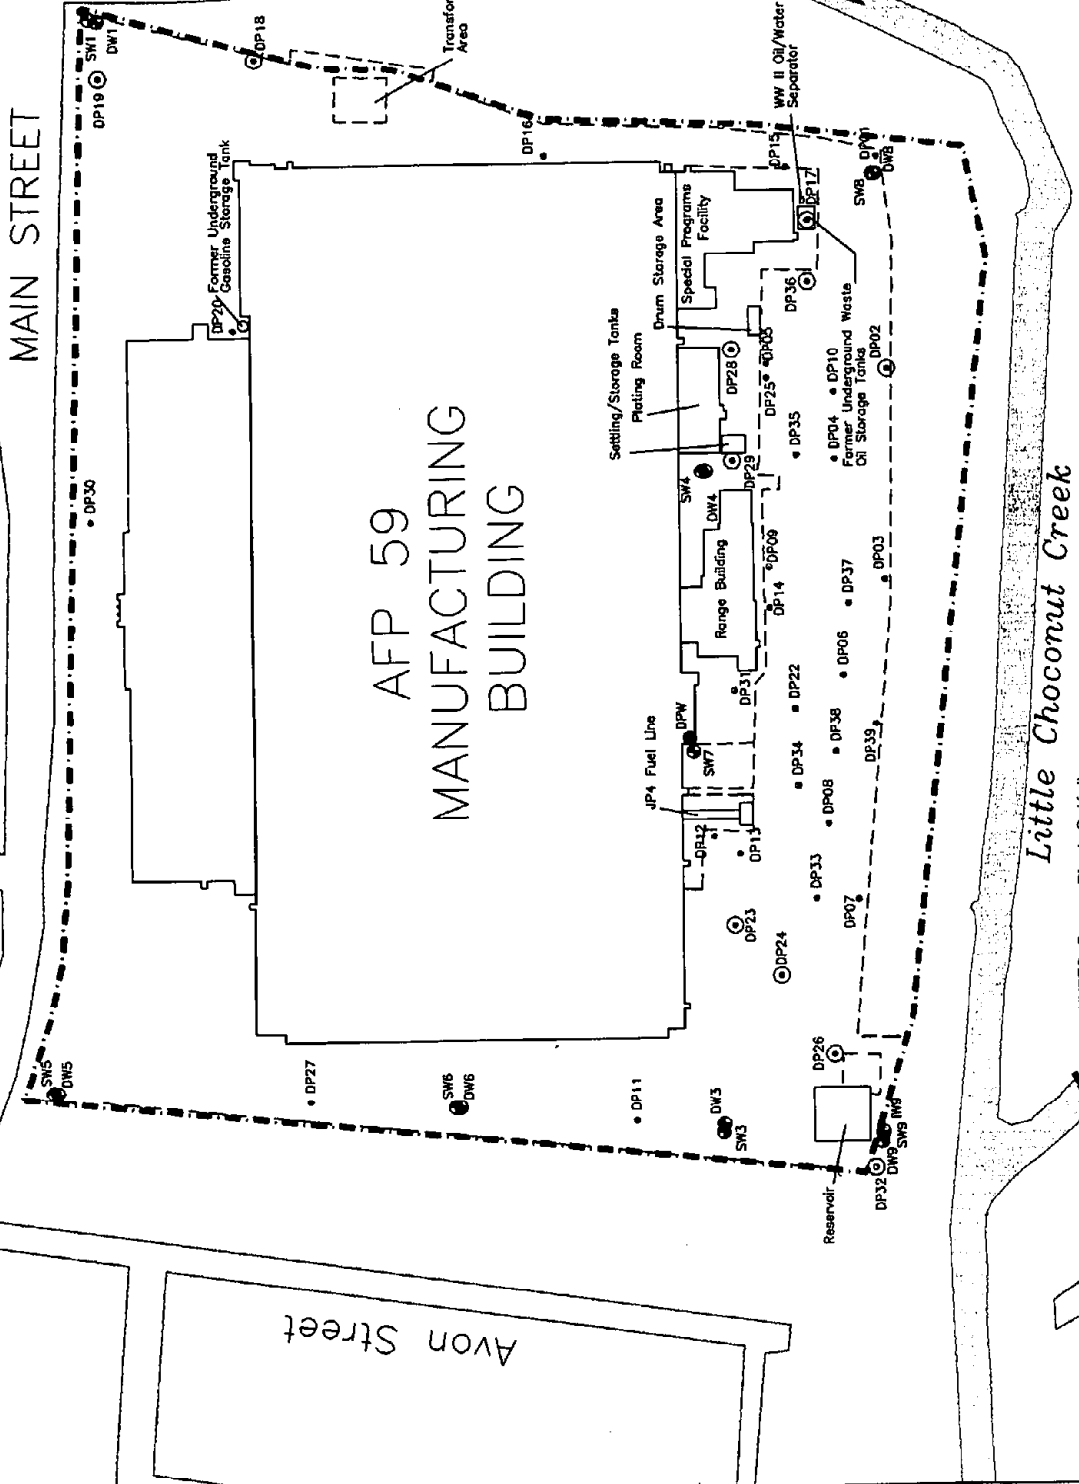 MAIN STREET
SW1
DW1
DP19
DP18
Area
DP20
Former Underground
Gasoline Storage Tank
DP16
DP30
AFP 59
MANUFACTURING
BUILDING
WW II Oil/Water
Separator
DP15
DP17
DP01
DW8
SW8
Special Programs
Facility
Drum Storage Area
Settling/Storage Tanks
Plating Room
DP36
DP28
DP05
DP25
DP35
DP10
DP04
Former Underground Waste
Oil Storage Tanks
DP02
SW4
DW4
DP29
Range Building
DP09
DP14
DP37
DP03
DP06
DP31
DP22
DP38
DP39
DPW
SW7
JP4 Fuel Line
DP34
DP08
DP12
DP13
DP33
DP07
DP23
DP24
DP26
SW5
DW5
DP27
SW6
DW6
DP11
DW3
SW3
Reservoir
IW9
SW9
DW9
DP32
Avon Street
Little Choconut Creek